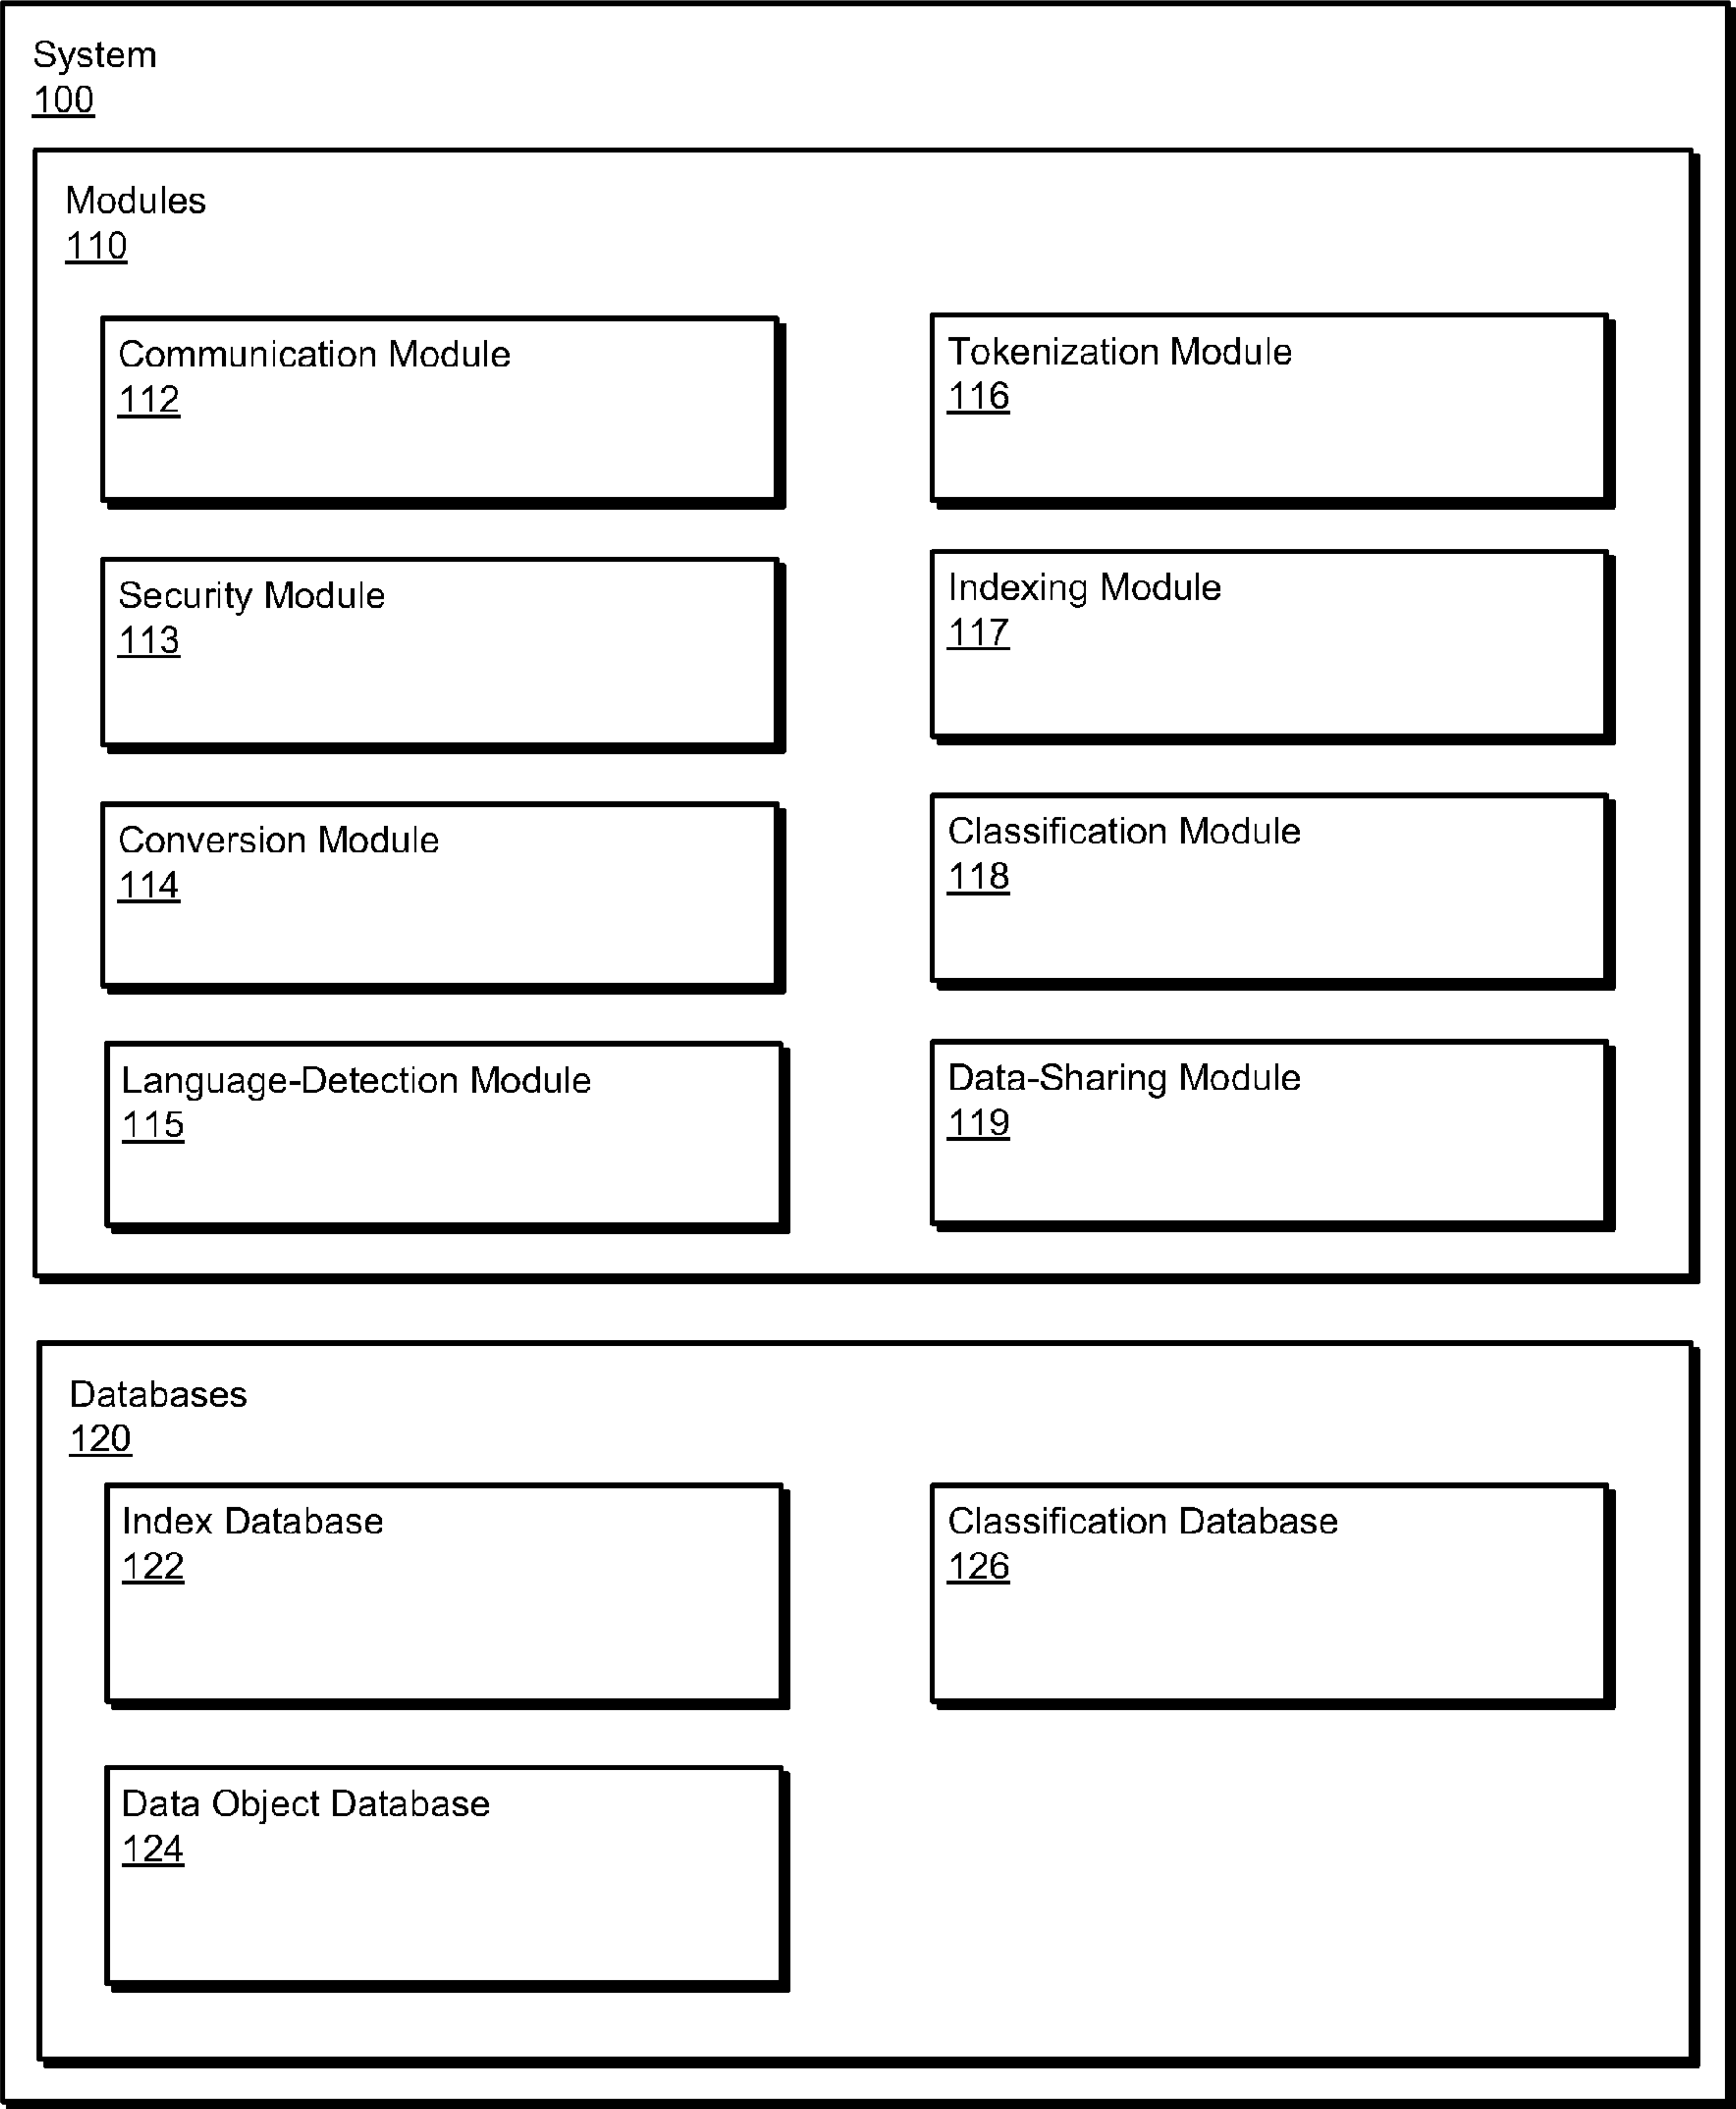 System
100
Modules
110
Communication Module
112
Security Module
113
Conversion Module
114
Language-Detection Module
115
Tokenization Module
116
Indexing Module
117
Classification Module
118
Data-Sharing Module
119
Databases
120
Index Database
122
Data Object Database
124
Classification Database
126